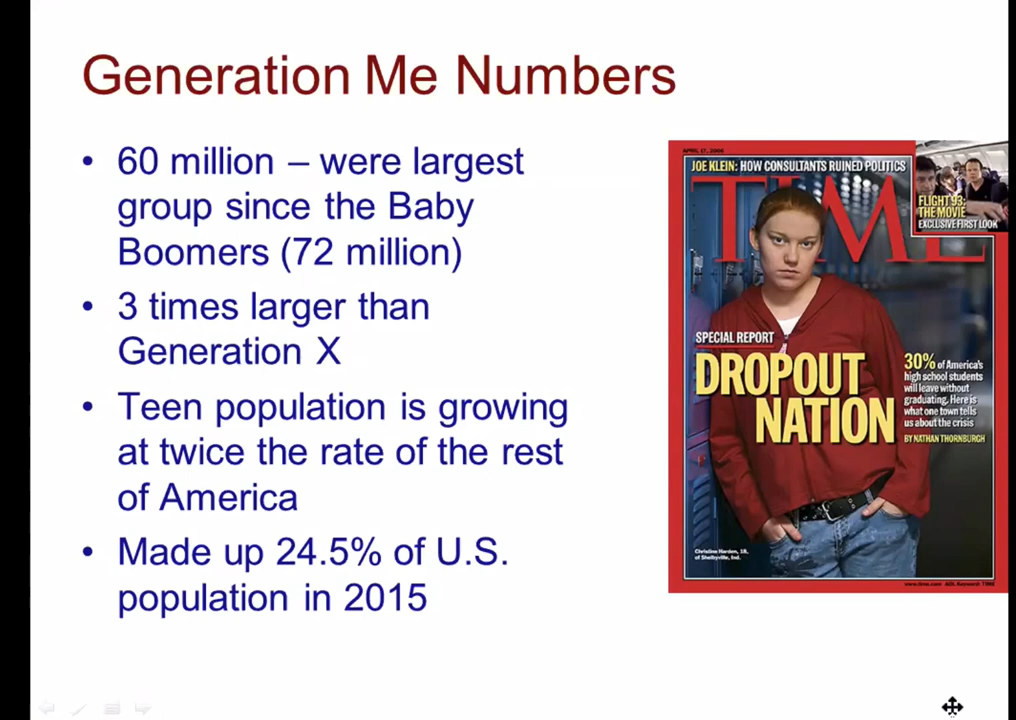 Generation Me Numbers
• 60 million – were largest
group since the Baby
Boomers (72 million)
• 3 times larger than
Generation X
• Teen population is growing
at twice the rate of the rest
of America
• Made up 24.5% of U.S.
population in 2015
APRIL 17, 2006
JOE KLEIN: HOW CONSULTANTS RUINED POLITICS
FLIGHT 93:
THE MOVIE
EXCLUSIVE FIRST LOOK
TIME
SPECIAL REPORT
DROPOUT
NATION
30% of America's
high school students
will leave without
graduating. Here is
what one town tells
us about the crisis
BY NATHAN THORNBURGH
Christine Harden, 18,
of Shelbyville, Ind.
www.time.com AOL Keyword: TIME